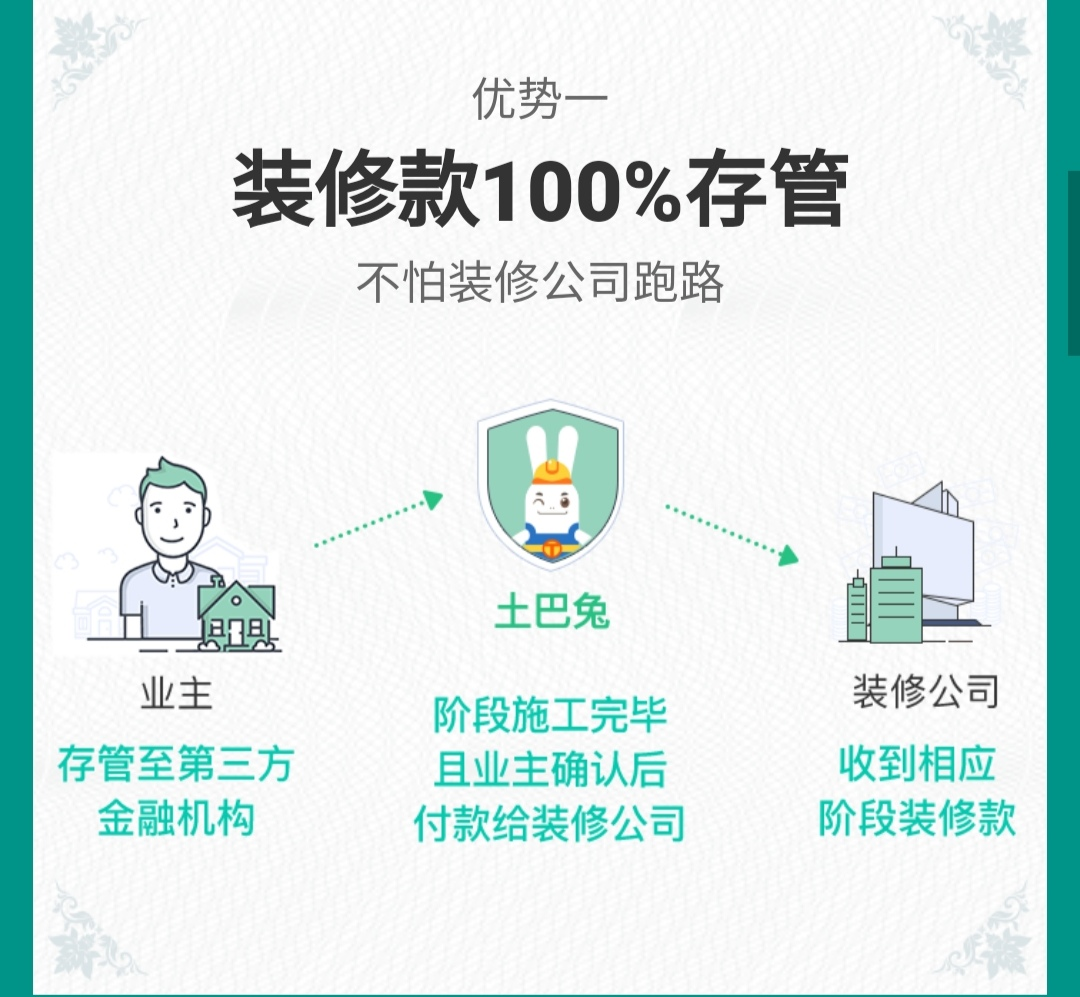 优势一
装修款100%存管
不怕装修公司跑路
土巴兔
业主
存管至第三方
金融机构
阶段施工完毕
且业主确认后
付款给装修公司
装修公司
收到相应
阶段装修款